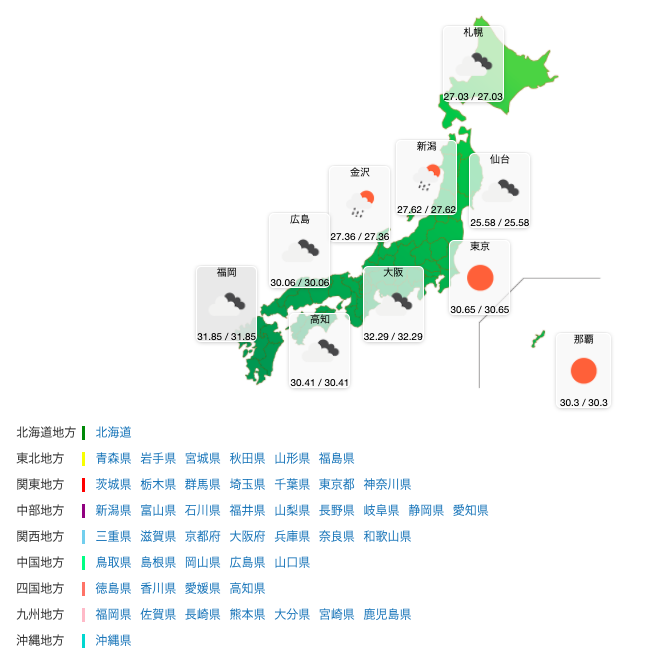 札幌
27.03 / 27.03
新潟
27.62 / 27.62
仙台
25.58 / 25.58
金沢
27.36 / 27.36
広島
30.06 / 30.06
東京
30.65 / 30.65
福岡
31.85 / 31.85
大阪
32.29 / 32.29
高知
30.41 / 30.41
那覇
30.3 / 30.3
北海道地方 北海道
東北地方 青森県 岩手県 宮城県 秋田県 山形県 福島県
関東地方 茨城県 栃木県 群馬県 埼玉県 千葉県 東京都 神奈川県
中部地方 新潟県 富山県 石川県 福井県 山梨県 長野県 岐阜県 静岡県 愛知県
関西地方 三重県 滋賀県 京都府 大阪府 兵庫県 奈良県 和歌山県
中国地方 鳥取県 島根県 岡山県 広島県 山口県
四国地方 徳島県 香川県 愛媛県 高知県
九州地方 福岡県 佐賀県 長崎県 熊本県 大分県 宮崎県 鹿児島県
沖縄地方 沖縄県